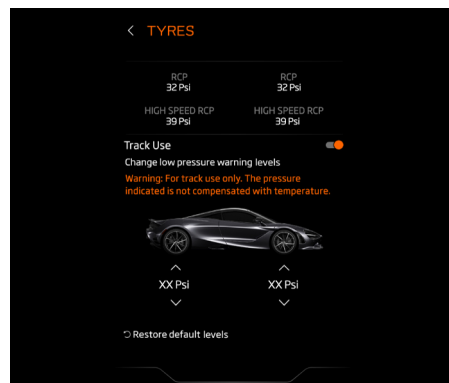 TYRES
RCP RCP
32 Psi 32 Psi
HIGH SPEED RCP HIGH SPEED RCP
39 Psi 39 Psi
Track Use
Change low pressure warning levels
Warning: For track use only. The pressure
indicated is not compensated with temperature.
XX Psi XX Psi
Restore default levels